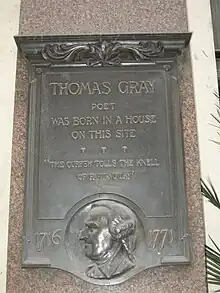 THOMAS GRAY
POET
WAS BORN IN A HOUSE
ON THIS SITE
"THE CURFEW TOLLS THE KNELL
OF PARTING DAY"
1716 1771